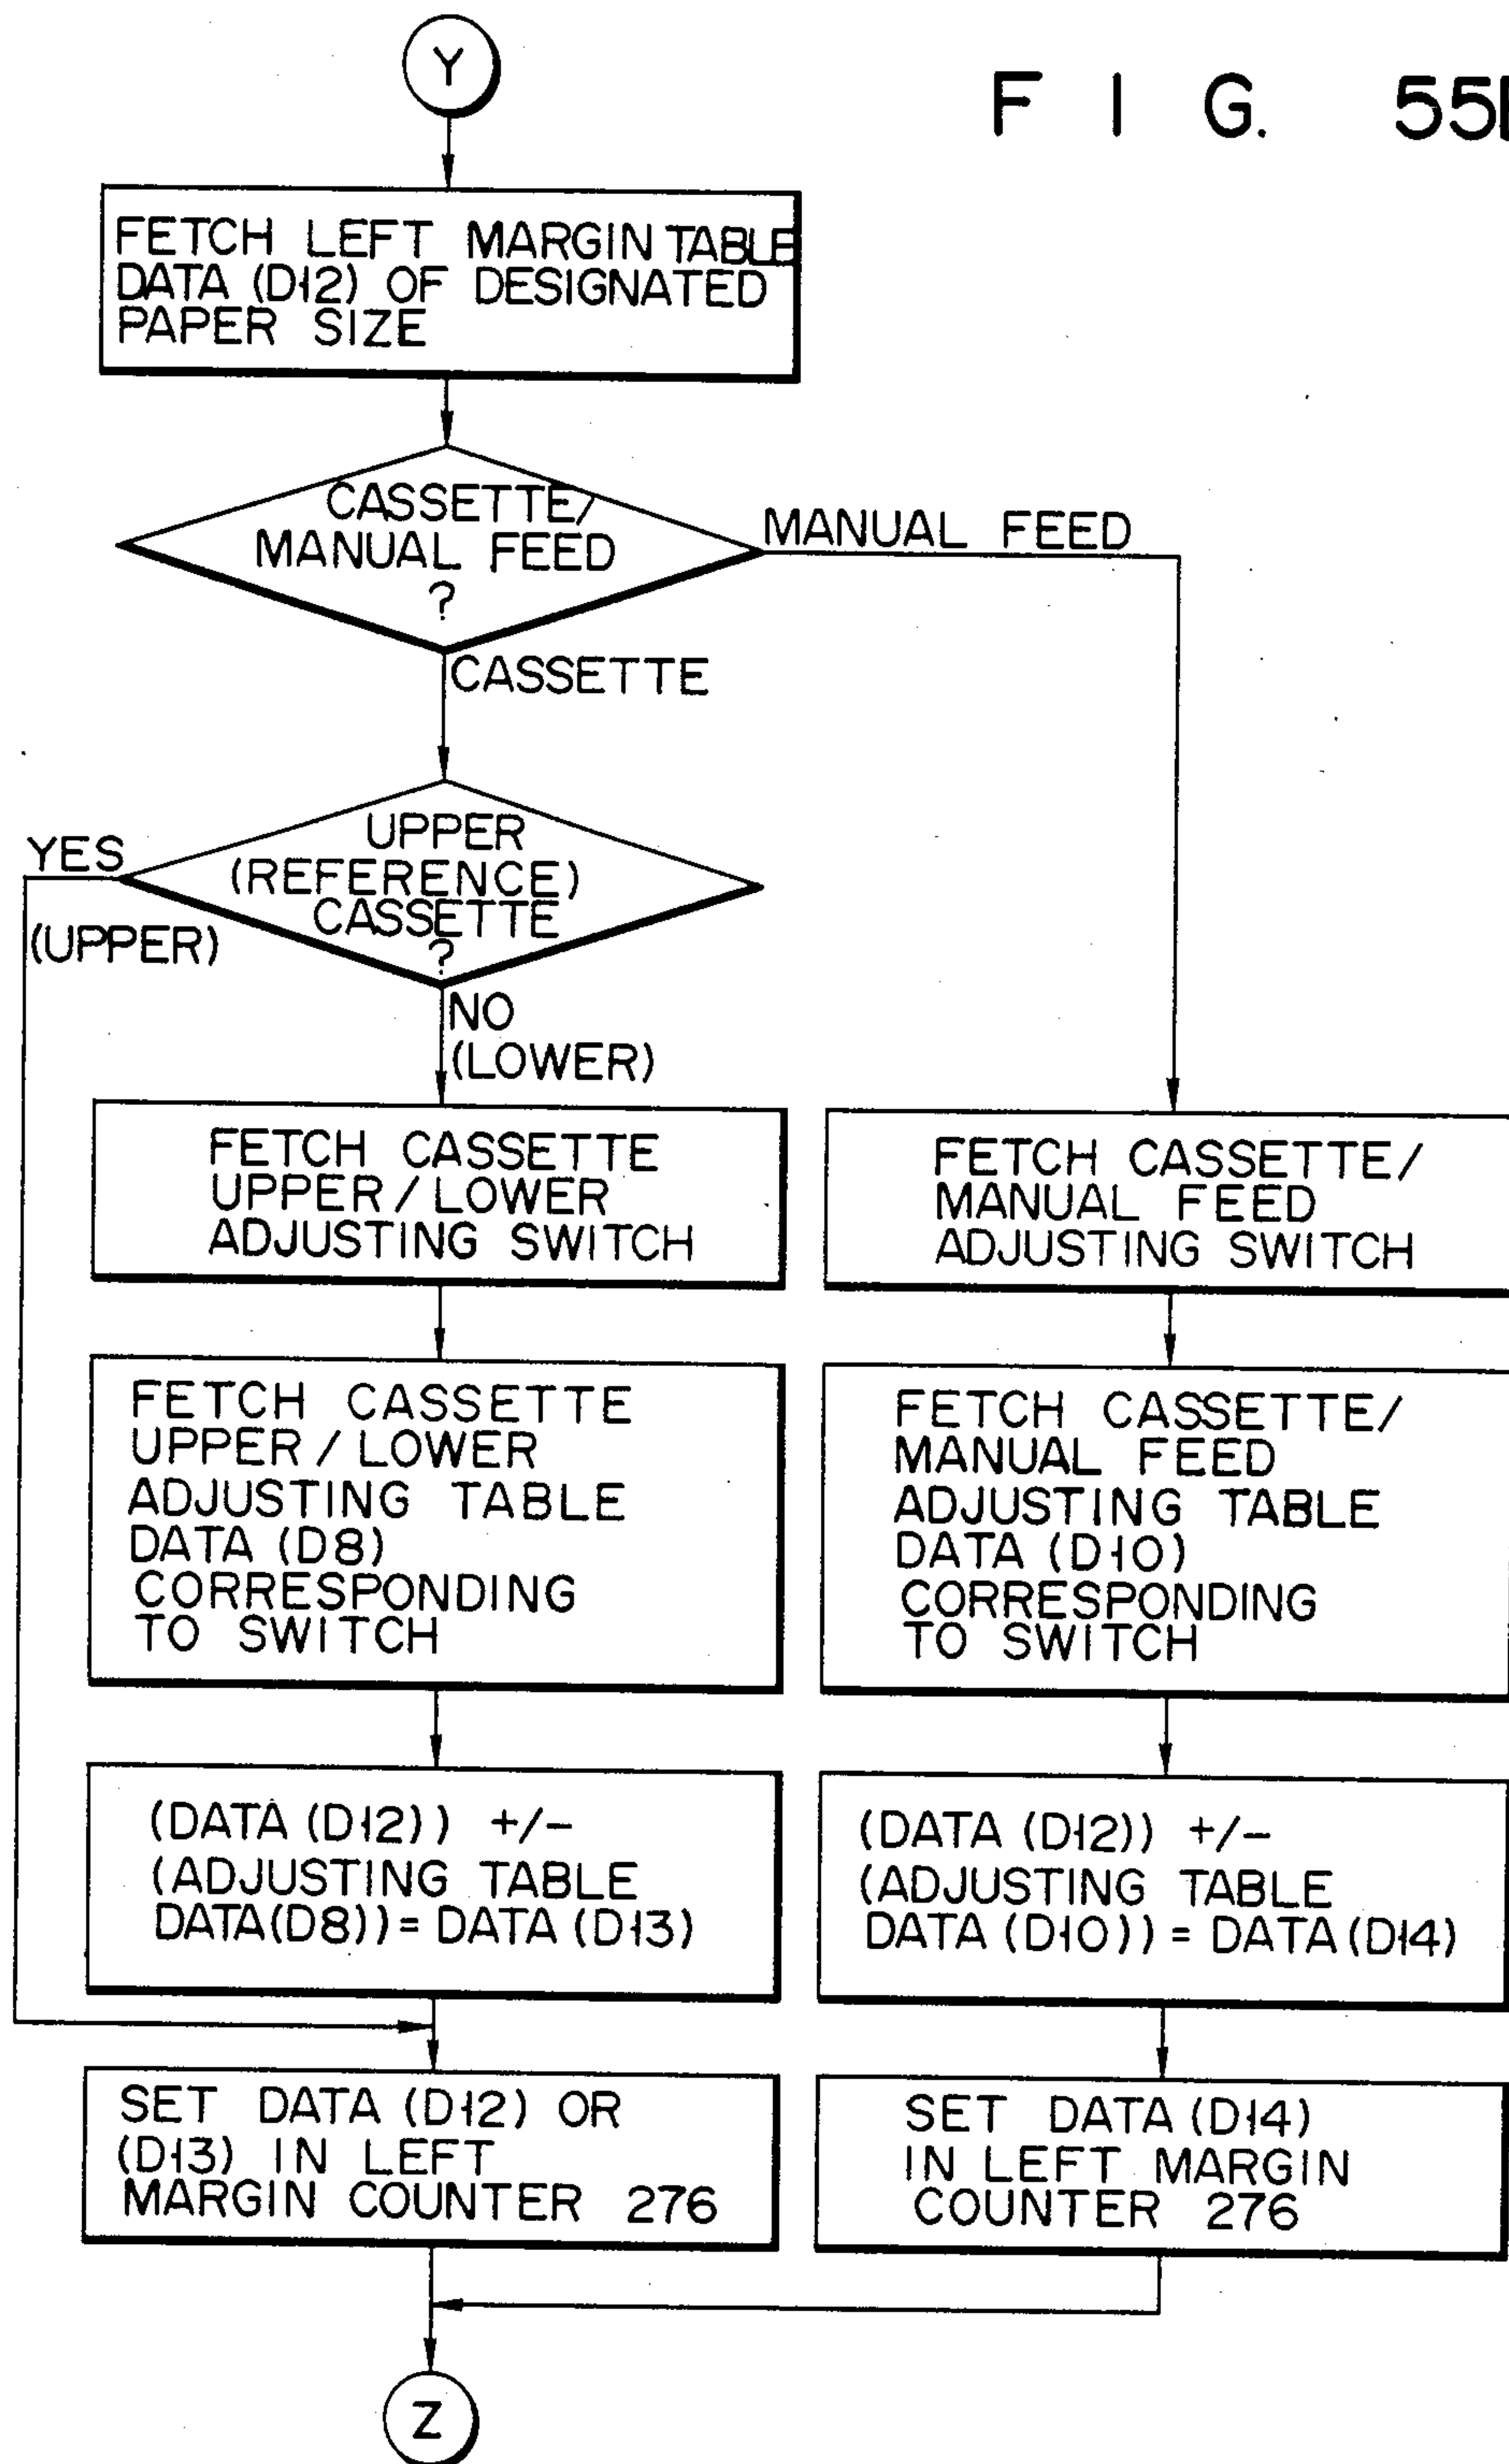 Y
F I G. 55
FETCH LEFT MARGIN TABLE
DATA (D12) OF DESIGNATED
PAPER SIZE
CASSETTE/
MANUAL FEED
?
MANUAL FEED
CASSETTE
UPPER
(REFERENCE)
CASSETTE
?
YES
(UPPER)
NO
(LOWER)
FETCH CASSETTE
UPPER / LOWER
ADJUSTING SWITCH
FETCH CASSETTE/
MANUAL FEED
ADJUSTING SWITCH
FETCH CASSETTE
UPPER / LOWER
ADJUSTING TABLE
DATA (D8)
CORRESPONDING
TO SWITCH
FETCH CASSETTE/
MANUAL FEED
ADJUSTING TABLE
DATA (D10)
CORRESPONDING
TO SWITCH
(DATA (D12)) +/-
(ADJUSTING TABLE
DATA(D8)) = DATA (D13)
(DATA (D12)) +/-
(ADJUSTING TABLE
DATA (D10)) = DATA (D14)
SET DATA (D12) OR
(D13) IN LEFT
MARGIN COUNTER 276
SET DATA (D14)
IN LEFT MARGIN
COUNTER 276
Z